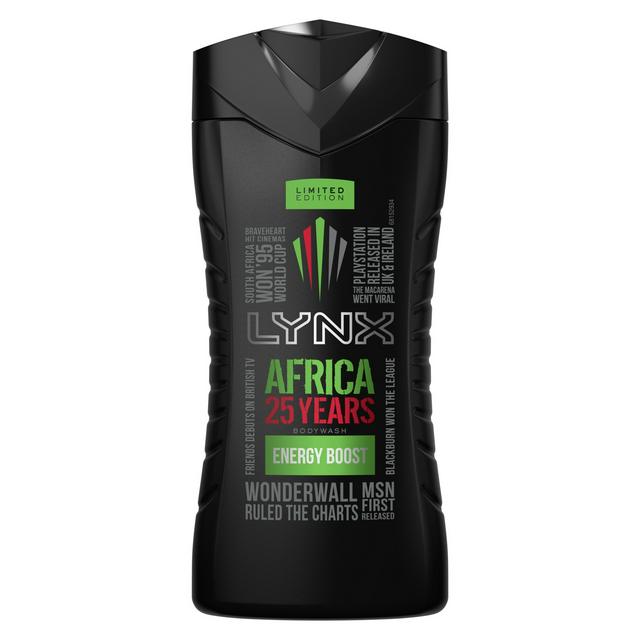 LIMITED
EDITION
BRAVEHEART
HIT CINEMAS
SOUTH AFRICA
WON '95
WORLD CUP
PLAYSTATION
RELEASED IN
UK & IRELAND
68152934
THE MACARENA
WENT VIRAL
LYNX
AFRICA
25 YEARS
BODYWASH
ENERGY BOOST
FRIENDS DEBUTS ON BRITISH TV
BLACKBURN WON THE LEAGUE
WONDERWALL
RULED THE CHARTS
MSN
FIRST
RELEASED